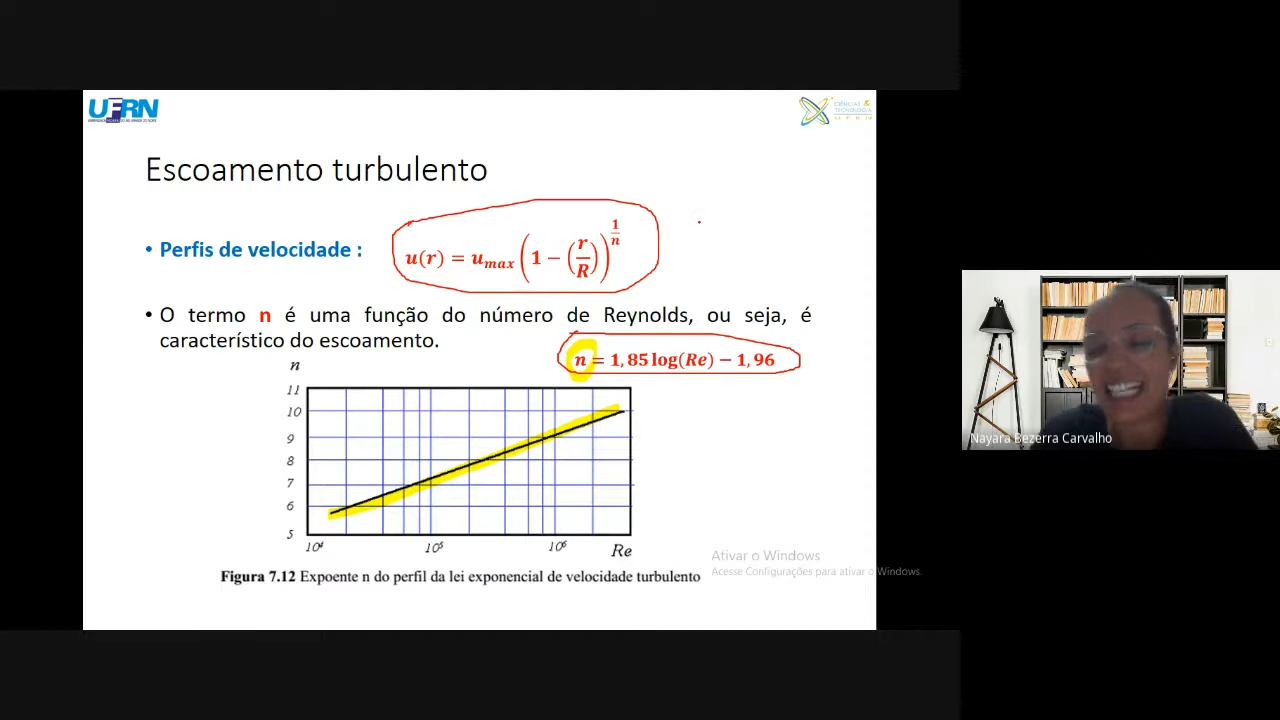 UFRN
CIÊNCIAS &
TECNOLOGIA
UFRN
Escoamento turbulento
• Perfis de velocidade : u(r) = u_max (1 − (r/R))^(1/n)
• O termo n é uma função do número de Reynolds, ou seja, é
característico do escoamento.
n = 1,85 log(Re) − 1,96
n
11
10
9
8
7
6
5
10⁴ 10⁵ 10⁶ Re
Figura 7.12 Expoente n do perfil da lei exponencial de velocidade turbulento
Ativar o Windows
Acesse Configurações para ativar o Windows.
Nayara Bezerra Carvalho